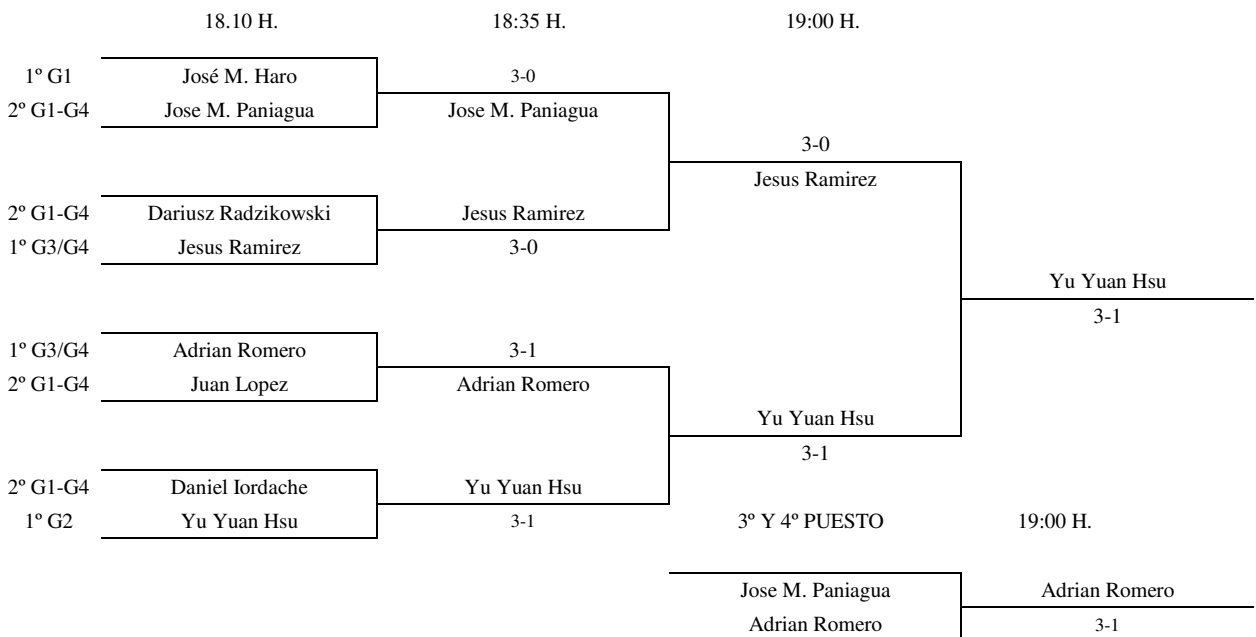 18.10 H. 18:35 H. 19:00 H.
1º G1 José M. Haro 3-0
2º G1-G4 Jose M. Paniagua Jose M. Paniagua
3-0
Jesus Ramirez
2º G1-G4 Dariusz Radzikowski Jesus Ramirez
1º G3/G4 Jesus Ramirez 3-0
Yu Yuan Hsu
3-1
1º G3/G4 Adrian Romero 3-1
2º G1-G4 Juan Lopez Adrian Romero
Yu Yuan Hsu
3-1
2º G1-G4 Daniel Iordache Yu Yuan Hsu
1º G2 Yu Yuan Hsu 3-1 3º Y 4º PUESTO 19:00 H.
Jose M. Paniagua Adrian Romero
Adrian Romero 3-1